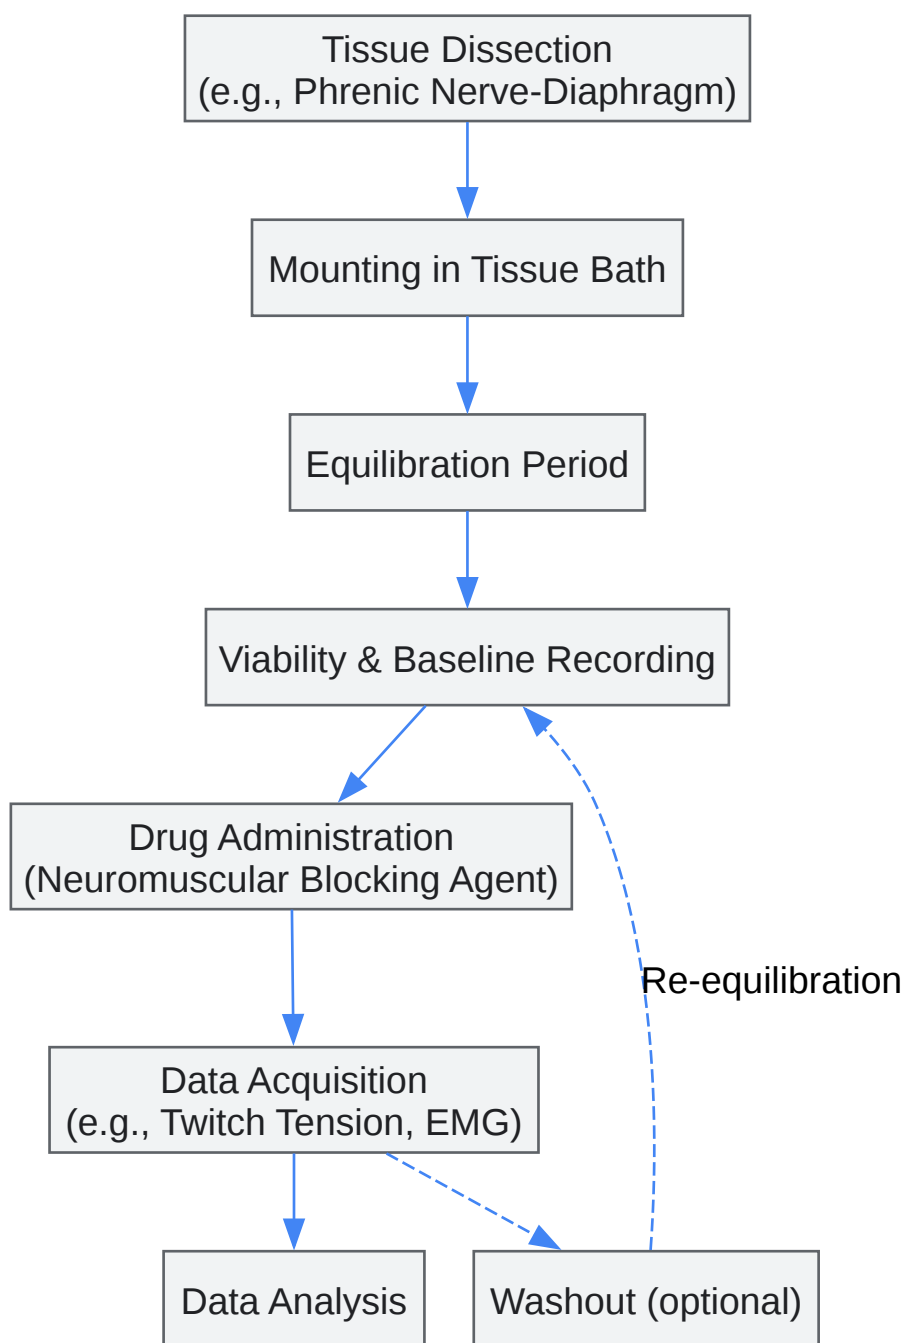 Tissue Dissection
(e.g., Phrenic Nerve-Diaphragm)
Mounting in Tissue Bath
Equilibration Period
Viability & Baseline Recording
Drug Administration
(Neuromuscular Blocking Agent)
Re-equilibration
Data Acquisition
(e.g., Twitch Tension, EMG)
Data Analysis
Washout (optional)